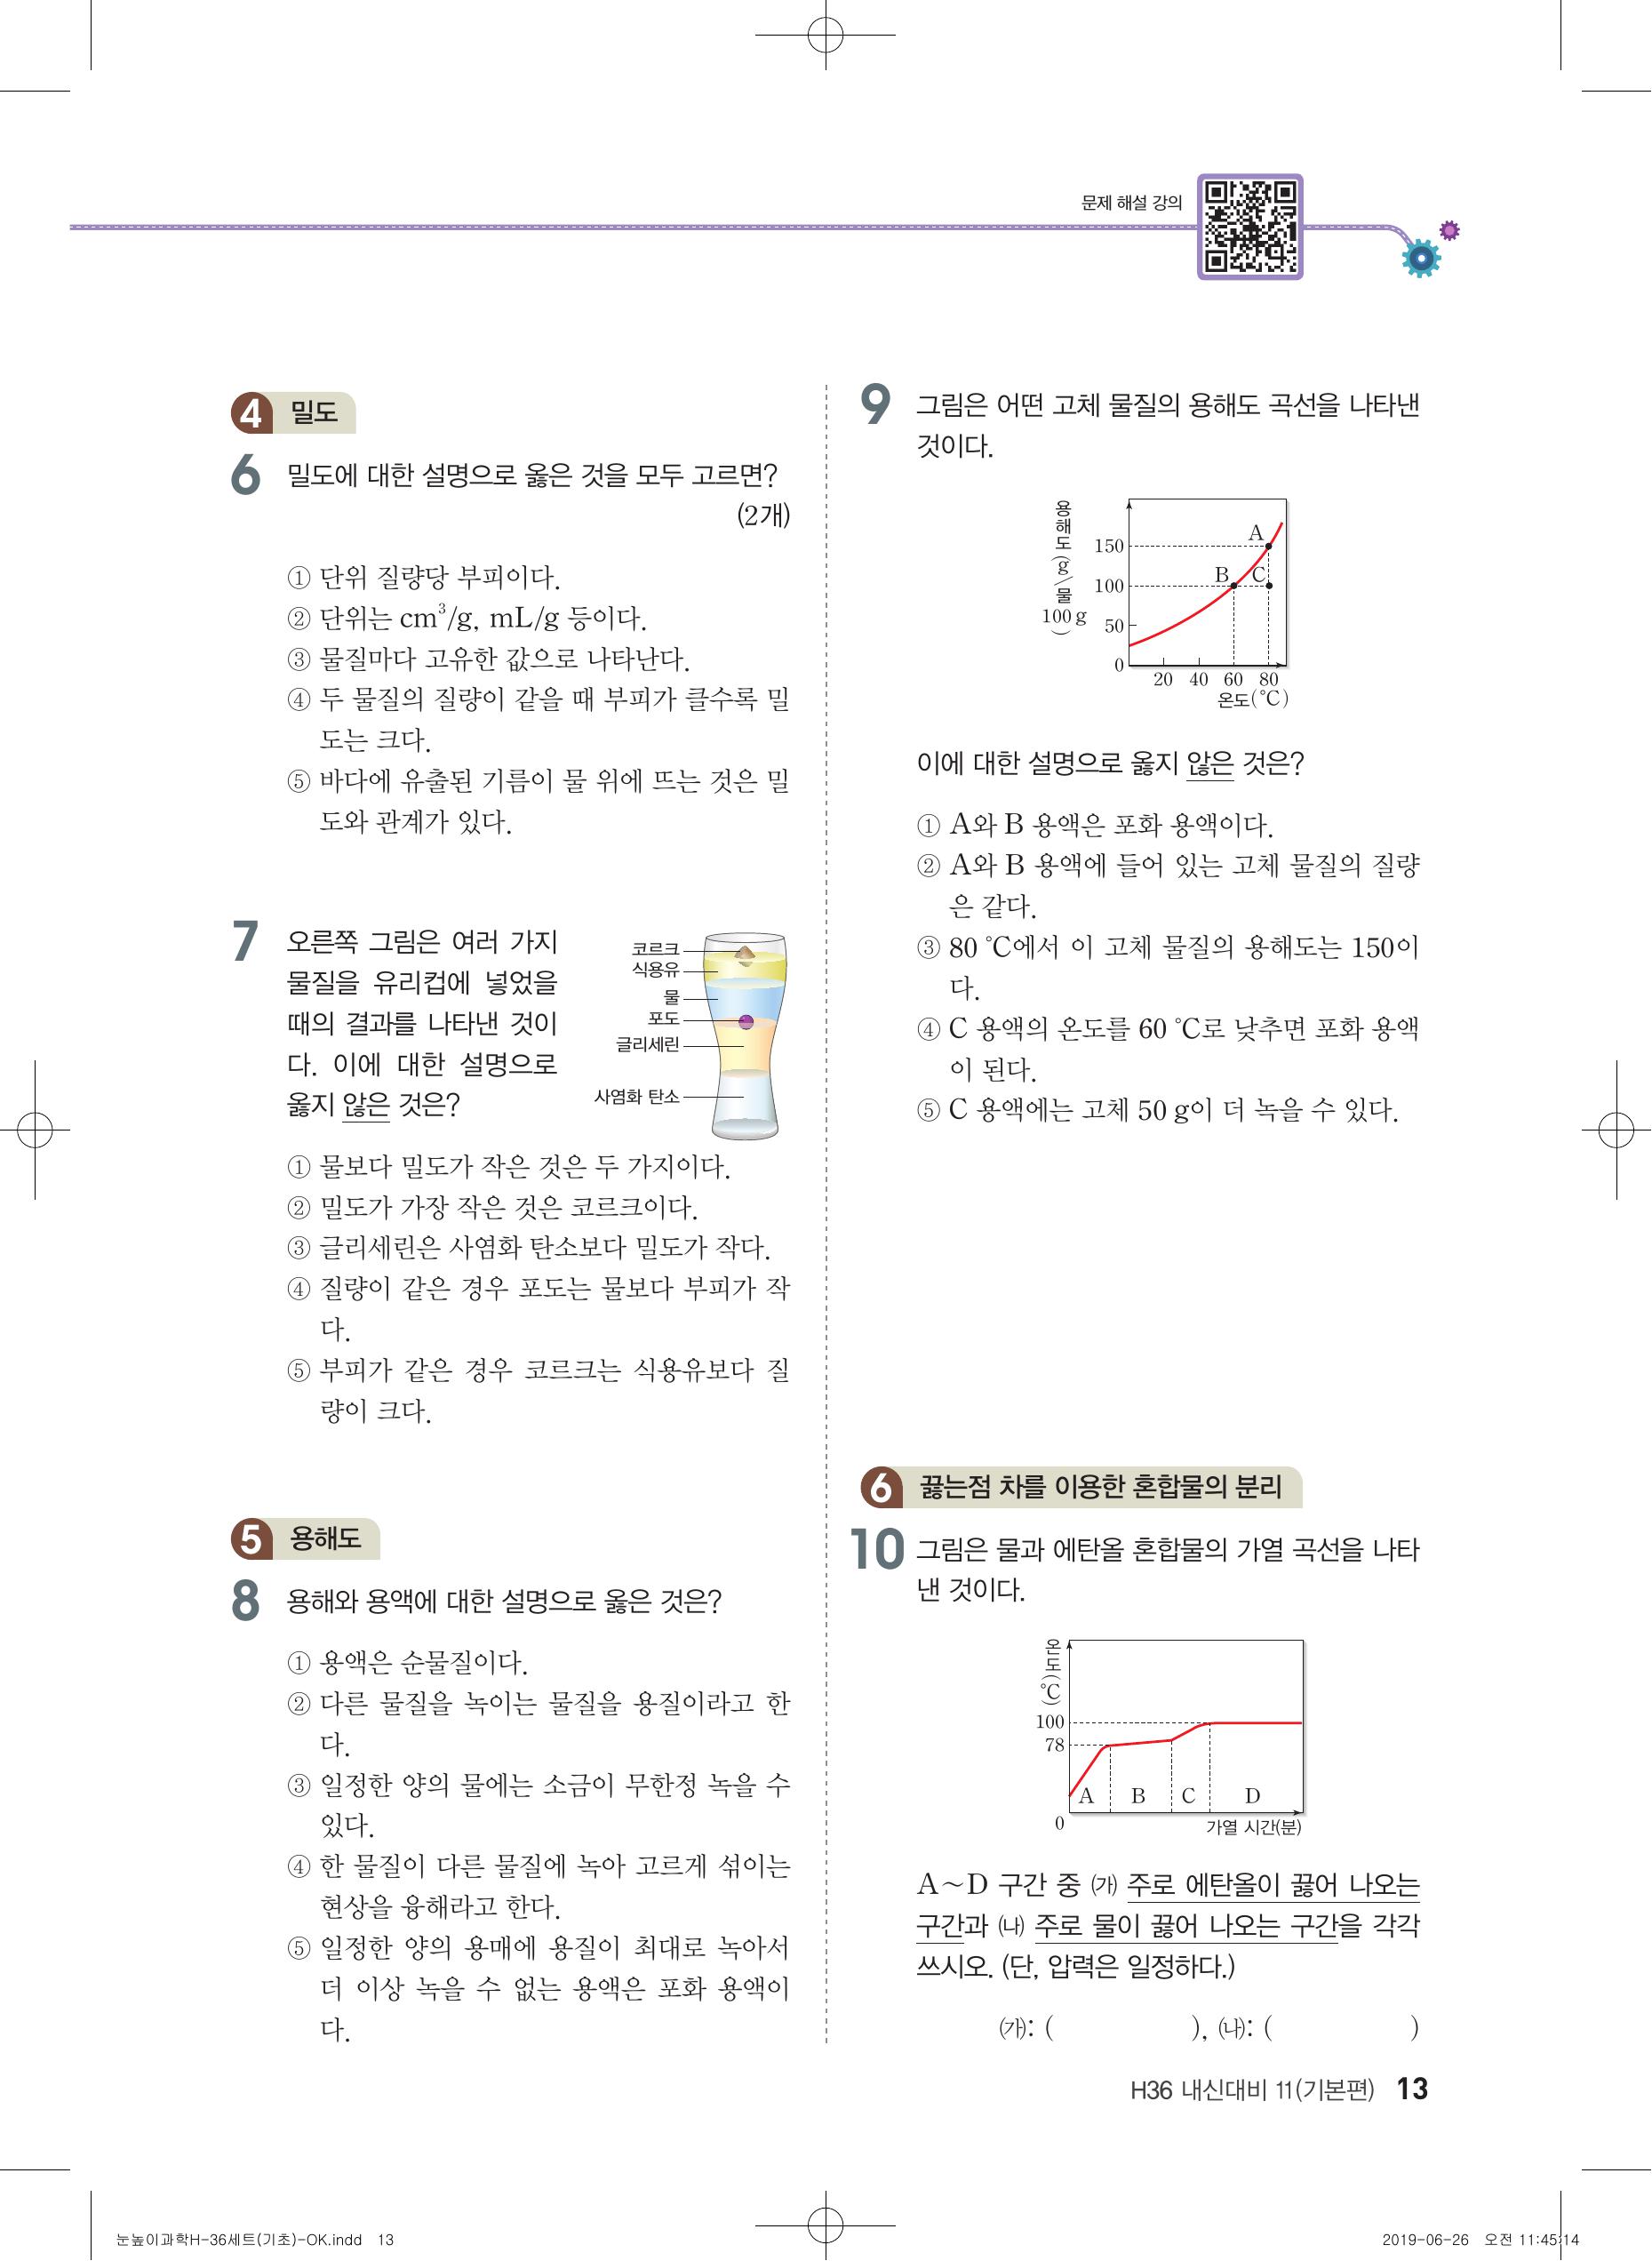 문제 해설 강의
4 밀도
6 밀도에 대한 설명으로 옳은 것을 모두 고르면?
(2개)
① 단위 질량당 부피이다.
② 단위는 cm³/g, mL/g 등이다.
③ 물질마다 고유한 값으로 나타난다.
④ 두 물질의 질량이 같을 때 부피가 클수록 밀
도는 크다.
⑤ 바다에 유출된 기름이 물 위에 뜨는 것은 밀
도와 관계가 있다.
7 오른쪽 그림은 여러 가지
물질을 유리컵에 넣었을
때의 결과를 나타낸 것이
다. 이에 대한 설명으로
옳지 않은 것은?
코르크
식용유
물
포도
글리세린
사염화 탄소
① 물보다 밀도가 작은 것은 두 가지이다.
② 밀도가 가장 작은 것은 코르크이다.
③ 글리세린은 사염화 탄소보다 밀도가 작다.
④ 질량이 같은 경우 포도는 물보다 부피가 작
다.
⑤ 부피가 같은 경우 코르크는 식용유보다 질
량이 크다.
5 용해도
8 용해와 용액에 대한 설명으로 옳은 것은?
① 용액은 순물질이다.
② 다른 물질을 녹이는 물질을 용질이라고 한
다.
③ 일정한 양의 물에는 소금이 무한정 녹을 수
있다.
④ 한 물질이 다른 물질에 녹아 고르게 섞이는
현상을 융해라고 한다.
⑤ 일정한 양의 용매에 용질이 최대로 녹아서
더 이상 녹을 수 없는 용액은 포화 용액이
다.
9 그림은 어떤 고체 물질의 용해도 곡선을 나타낸
것이다.
용해도(g/물 100 g)
150
100
50
0
A
B
C
20 40 60 80
온도(℃)
이에 대한 설명으로 옳지 않은 것은?
① A와 B 용액은 포화 용액이다.
② A와 B 용액에 들어 있는 고체 물질의 질량
은 같다.
③ 80 ℃에서 이 고체 물질의 용해도는 150이
다.
④ C 용액의 온도를 60 ℃로 낮추면 포화 용액
이 된다.
⑤ C 용액에는 고체 50 g이 더 녹을 수 있다.
6 끓는점 차를 이용한 혼합물의 분리
10 그림은 물과 에탄올 혼합물의 가열 곡선을 나타
낸 것이다.
온도(℃)
100
78
0
A B C D
가열 시간(분)
A~D 구간 중 ㈎ 주로 에탄올이 끓어 나오는
구간과 ㈏ 주로 물이 끓어 나오는 구간을 각각
쓰시오. (단, 압력은 일정하다.)
㈎: ( ), ㈏: ( )
H36 내신대비 11(기본편) 13
눈높이과학H-36세트(기초)-OK.indd 13
2019-06-26 오전 11:45:14